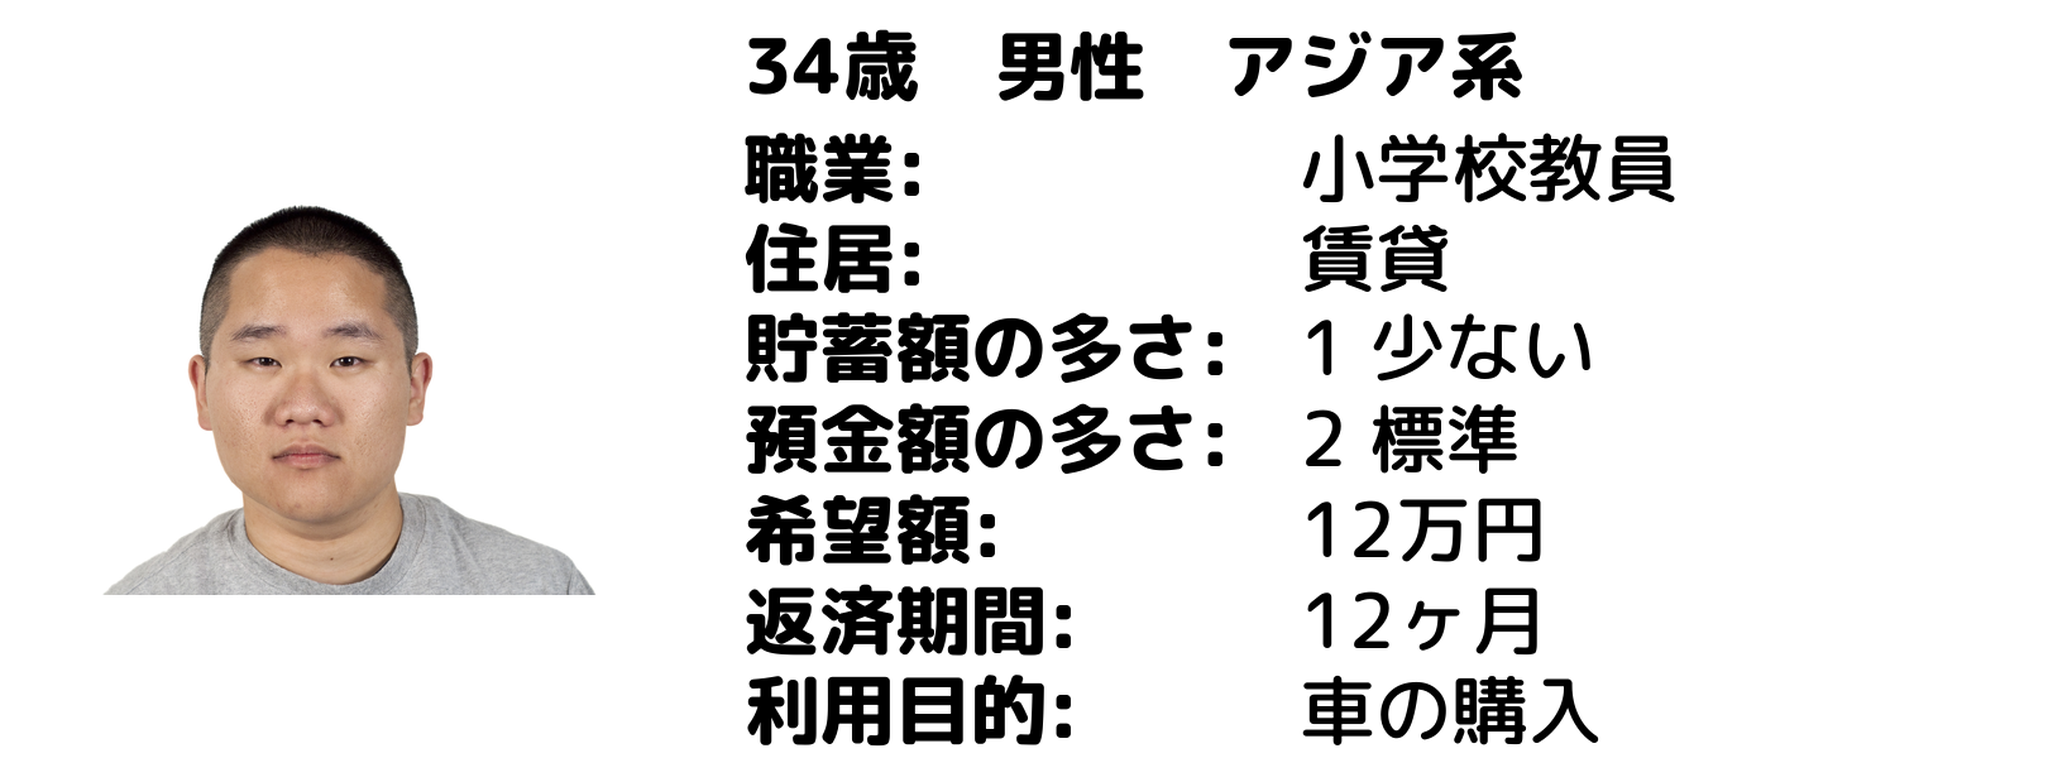 34歳　男性　アジア系
職業: 小学校教員
住居: 賃貸
貯蓄額の多さ: 1 少ない
預金額の多さ: 2 標準
希望額: 12万円
返済期間: 12ヶ月
利用目的: 車の購入